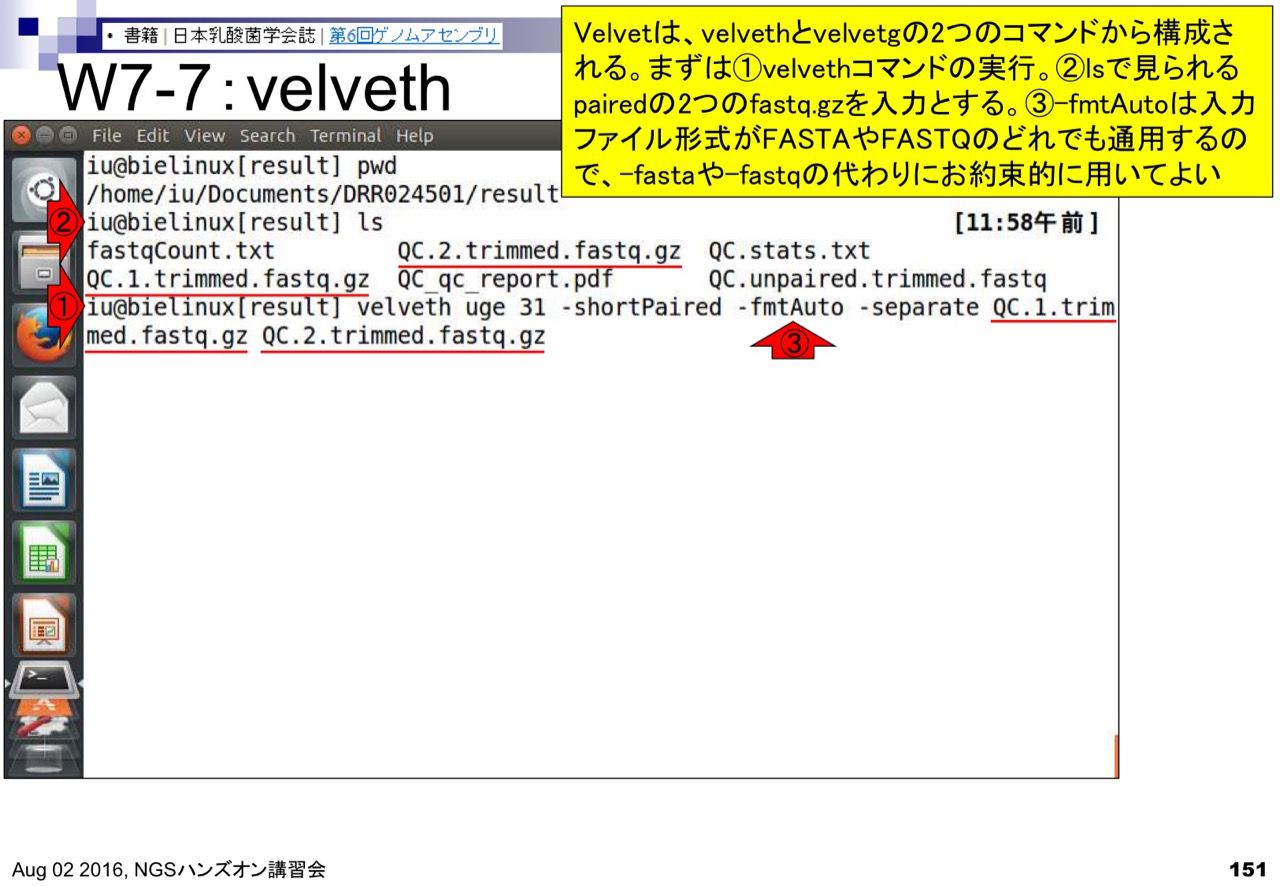 • 書籍 | 日本乳酸菌学会誌 | 第6回ゲノムアセンブリ
W7-7：velveth
Velvetは、velvethとvelvetgの2つのコマンドから構成さ
れる。まずは①velvethコマンドの実行。②lsで見られる
pairedの2つのfastq.gzを入力とする。③-fmtAutoは入力
ファイル形式がFASTAやFASTQのどれでも通用するの
で、-fastaや-fastqの代わりにお約束的に用いてよい
File Edit View Search Terminal Help
iu@bielinux[result] pwd
/home/iu/Documents/DRR024501/result
② iu@bielinux[result] ls [11:58午前]
fastqCount.txt QC.2.trimmed.fastq.gz QC.stats.txt
QC.1.trimmed.fastq.gz QC_qc_report.pdf QC.unpaired.trimmed.fastq
① iu@bielinux[result] velveth uge 31 -shortPaired -fmtAuto -separate QC.1.trim
med.fastq.gz QC.2.trimmed.fastq.gz
③
Aug 02 2016, NGSハンズオン講習会
151